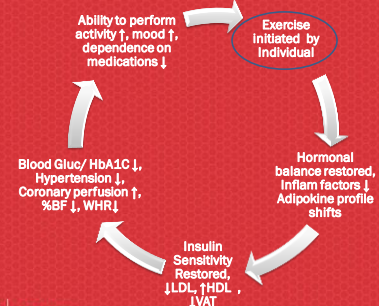 Ability to perform
activity ↑, mood ↑,
dependence on
medications ↓
Exercise
initiated by
Individual
Hormonal
balance restored,
Inflam factors ↓
Adipokine profile
shifts
Insulin
Sensitivity
Restored,
↓LDL, ↑HDL ,
↓VAT
Blood Gluc/ HbA1C ↓,
Hypertension ↓,
Coronary perfusion ↑,
%BF ↓, WHR↓